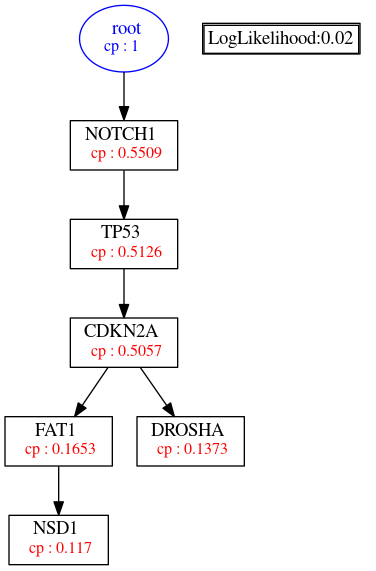 root
cp : 1
LogLikelihood:0.02
NOTCH1
cp : 0.5509
TP53
cp : 0.5126
CDKN2A
cp : 0.5057
FAT1
cp : 0.1653
DROSHA
cp : 0.1373
NSD1
cp : 0.117